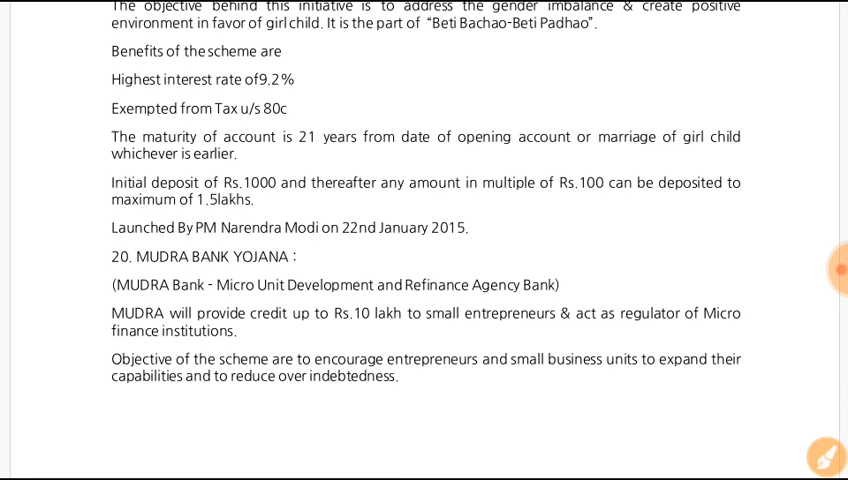 The objective behind this initiative is to address the gender imbalance & create positive
environment in favor of girl child. It is the part of “Beti Bachao-Beti Padhao”.
Benefits of the scheme are
Highest interest rate of9.2%
Exempted from Tax u/s 80c
The maturity of account is 21 years from date of opening account or marriage of girl child
whichever is earlier.
Initial deposit of Rs.1000 and thereafter any amount in multiple of Rs.100 can be deposited to
maximum of 1.5lakhs.
Launched By PM Narendra Modi on 22nd January 2015.
20. MUDRA BANK YOJANA :
(MUDRA Bank - Micro Unit Development and Refinance Agency Bank)
MUDRA will provide credit up to Rs.10 lakh to small entrepreneurs & act as regulator of Micro
finance institutions.
Objective of the scheme are to encourage entrepreneurs and small business units to expand their
capabilities and to reduce over indebtedness.